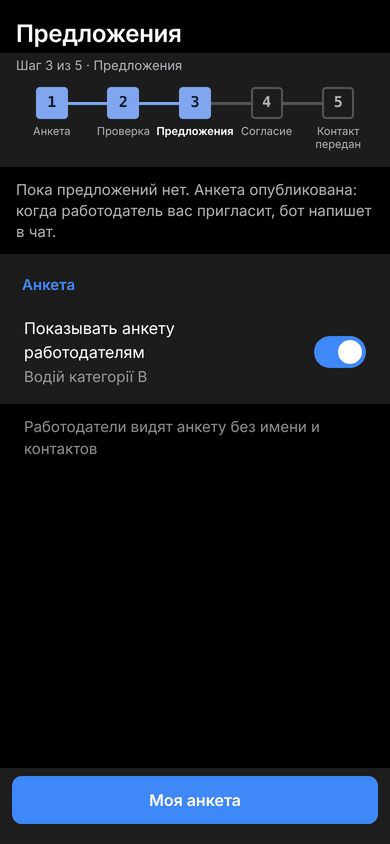 Предложения
Шаг 3 из 5 · Предложения
1 2 3 4 5
Анкета Проверка Предложения Согласие Контакт
передан
Пока предложений нет. Анкета опубликована:
когда работодатель вас пригласит, бот напишет
в чат.
Анкета
Показывать анкету
работодателям
Водій категорії B
Работодатели видят анкету без имени и
контактов
Моя анкета